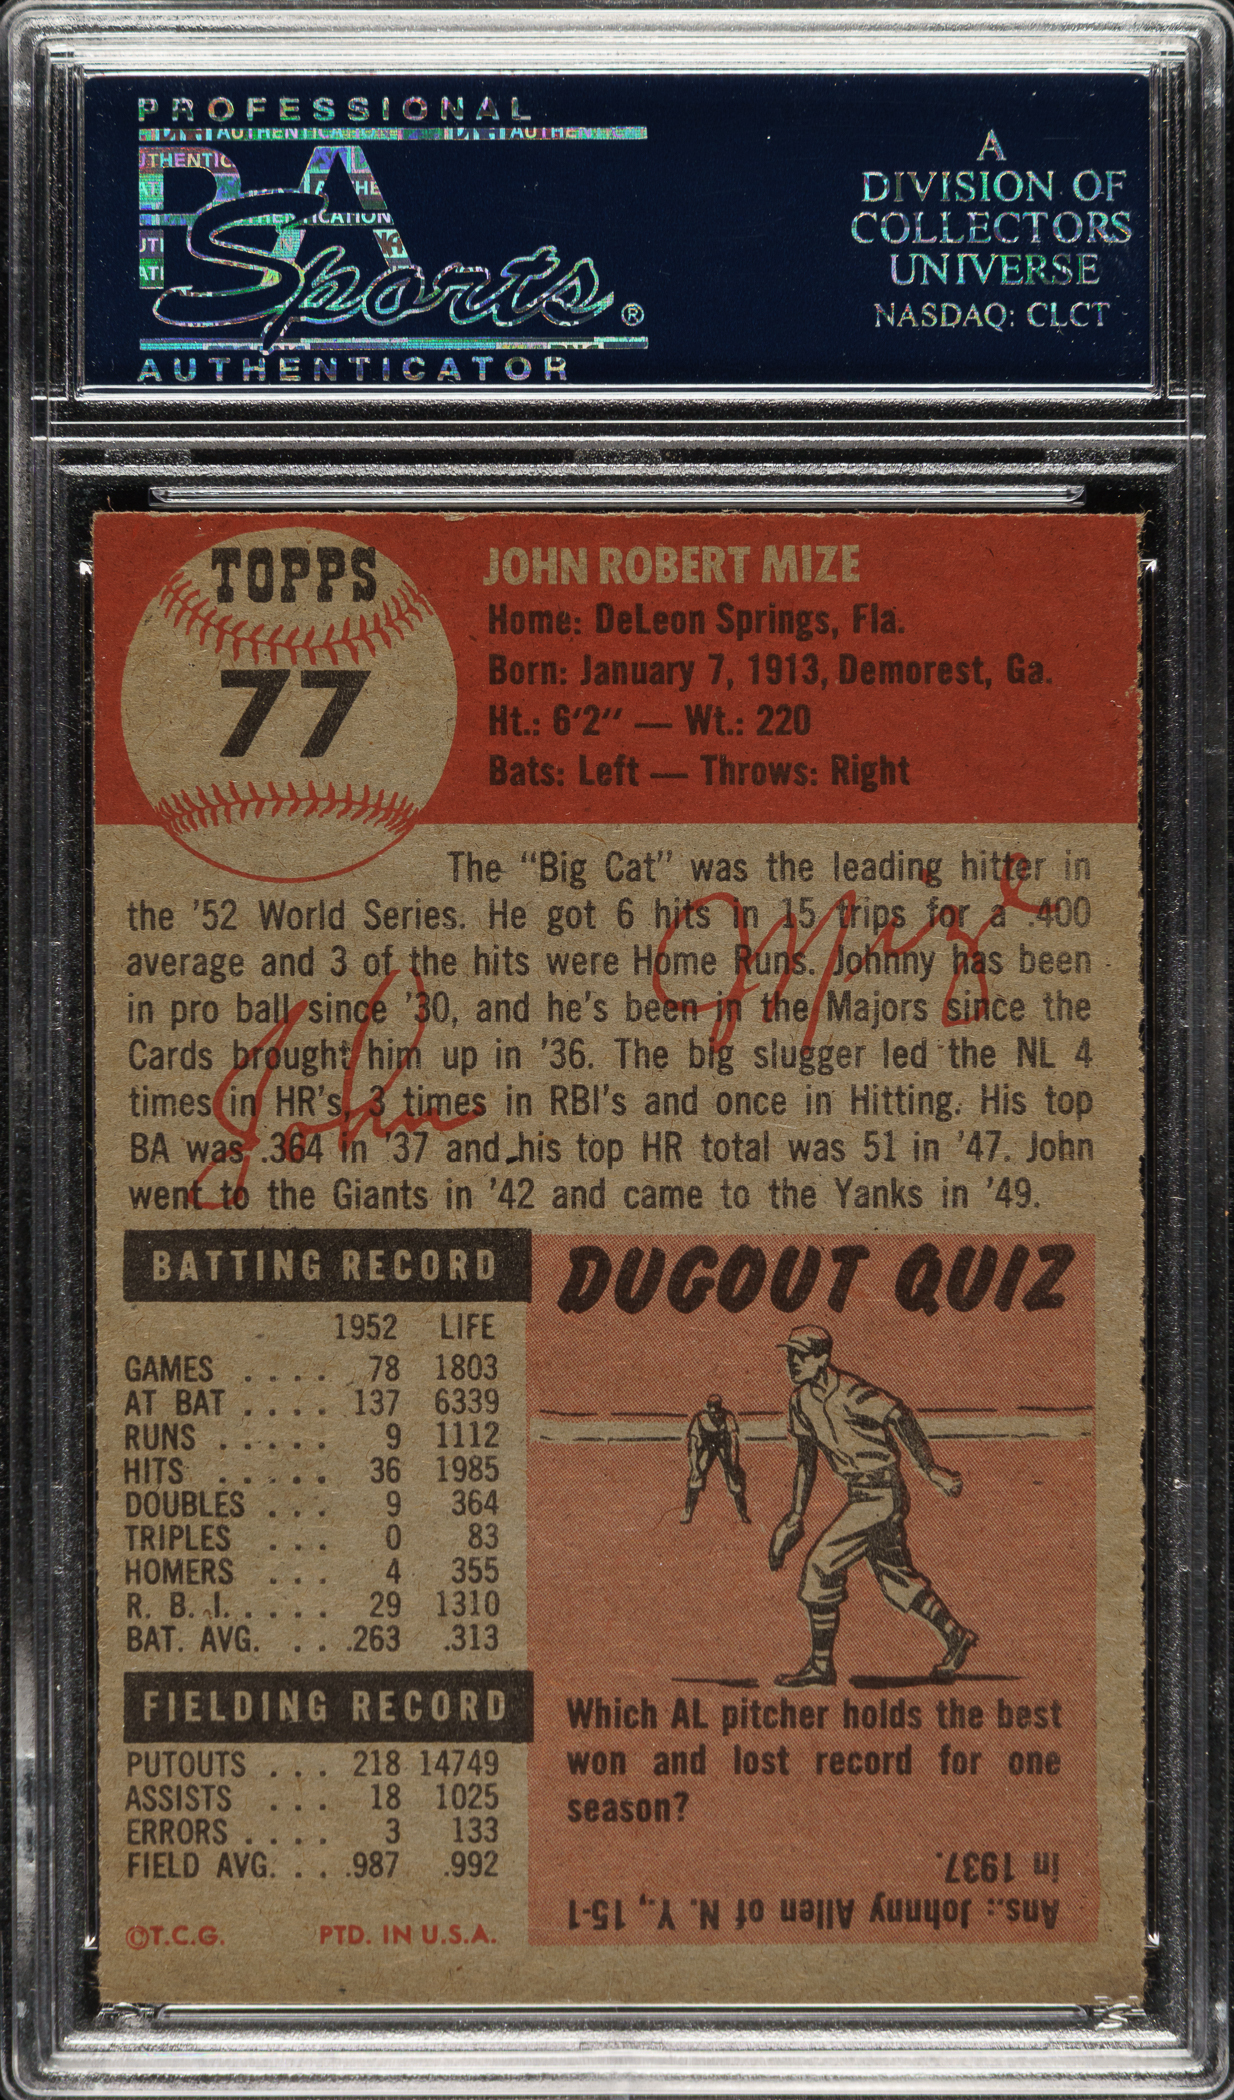 PROFESSIONAL
PSA
Sports®
AUTHENTICATOR
A
DIVISION OF
COLLECTORS
UNIVERSE
NASDAQ: CLCT
TOPPS
77
JOHN ROBERT MIZE
Home: DeLeon Springs, Fla.
Born: January 7, 1913, Demorest, Ga.
Ht.: 6'2" — Wt.: 220
Bats: Left — Throws: Right
The "Big Cat" was the leading hitter in
the '52 World Series. He got 6 hits in 15 trips for a .400
average and 3 of the hits were Home Runs. Johnny has been
in pro ball since '30, and he's been in the Majors since the
Cards brought him up in '36. The big slugger led the NL 4
times in HR's, 3 times in RBI's and once in Hitting. His top
BA was .364 in '37 and his top HR total was 51 in '47. John
went to the Giants in '42 and came to the Yanks in '49.
John Mize
BATTING RECORD
1952 LIFE
GAMES . . . . 78 1803
AT BAT . . . . 137 6339
RUNS . . . . . 9 1112
HITS . . . . . 36 1985
DOUBLES . . . 9 364
TRIPLES . . . 0 83
HOMERS . . . 4 355
R. B. I. . . . . . 29 1310
BAT. AVG. . . . .263 .313
FIELDING RECORD
PUTOUTS . . . 218 14749
ASSISTS . . . 18 1025
ERRORS . . . . 3 133
FIELD AVG. . . . .987 .992
©T.C.G. PTD. IN U.S.A.
DUGOUT QUIZ
Which AL pitcher holds the best
won and lost record for one
season?
Ans.: Johnny Allen of N. Y., 15-1
in 1937.